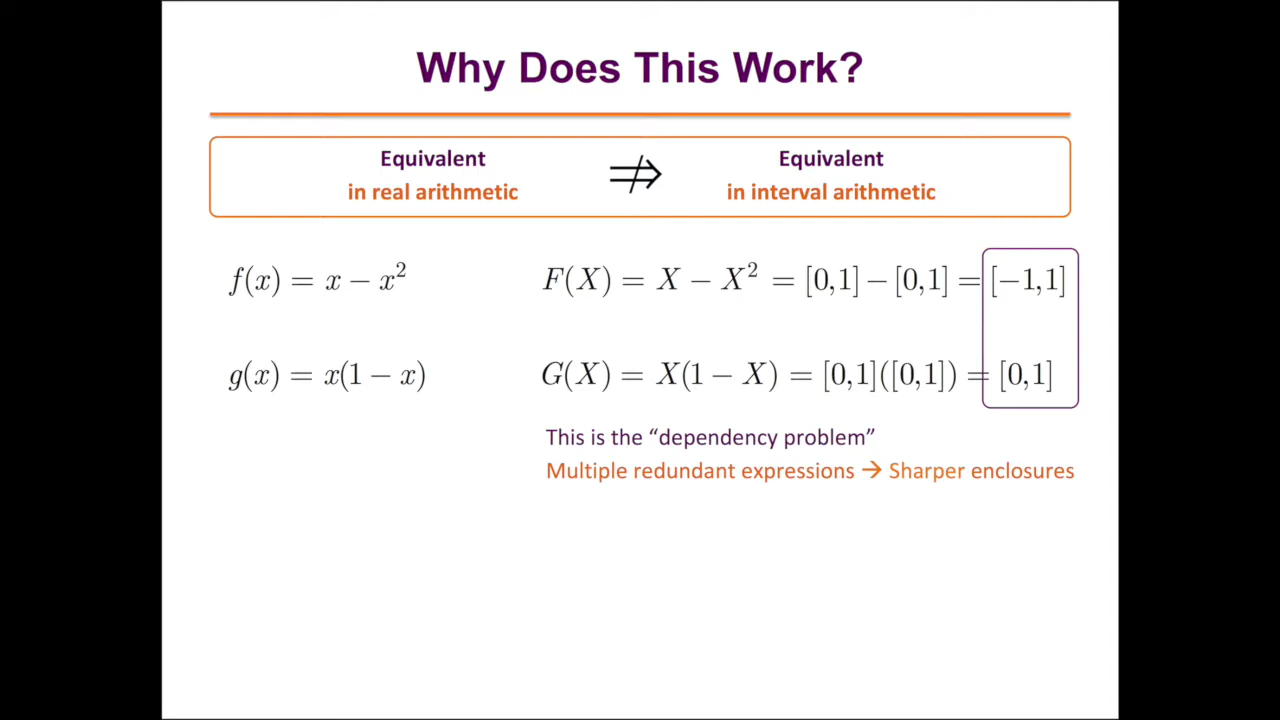 Why Does This Work?
Equivalent ⇏ Equivalent
in real arithmetic in interval arithmetic
f(x) = x − x² F(X) = X − X² = [0,1] − [0,1] = [−1,1]
g(x) = x(1 − x) G(X) = X(1 − X) = [0,1]([0,1]) = [0,1]
This is the “dependency problem”
Multiple redundant expressions → Sharper enclosures